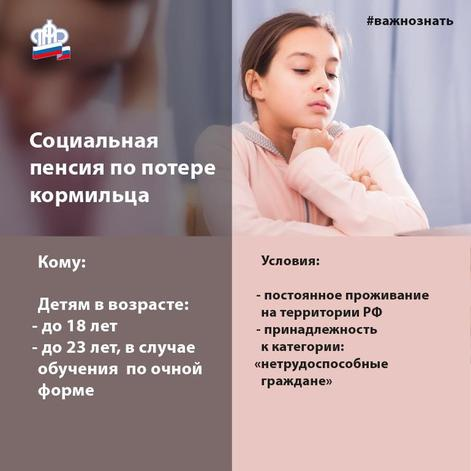 #важнознать
Социальная
пенсия по потере
кормильца
Кому:
Детям в возрасте:
- до 18 лет
- до 23 лет, в случае
обучения по очной
форме
Условия:
- постоянное проживание
на территории РФ
- принадлежность
к категории:
«нетрудоспособные
граждане»